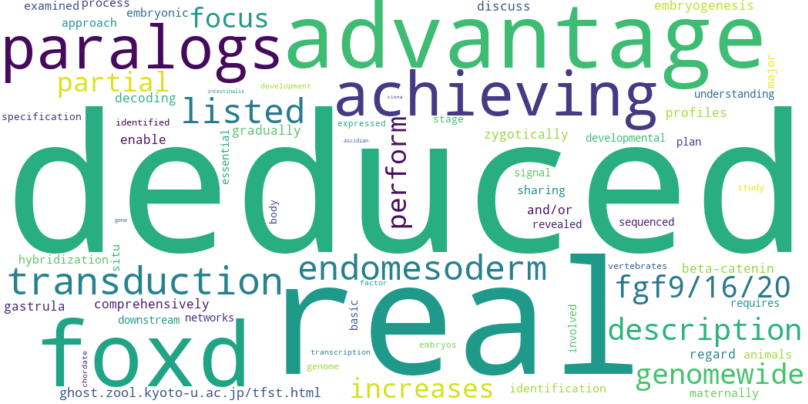 examined process discuss embryogenesis
approach embryonic focus
paralogs advantage
partial achieving major
decoding listed understanding
specification identified gradually expressed stage profiles
enable essential perform zygotically developmental plan
intestinalis development ciona ascidian
deduced
signal study
sharing
body and/or
gene revealed sequenced
hybridization situ endomesoderm vertebrates beta-catenin
transduction real factor fgf9/16/20 requires
gammastrula comprehensively basic involved description
foxd downstream networks embryos regard animals
chordate transcription genome genomewide
ghost.zool.kyoto-u.ac.jp/tfst.html increases identification maternally